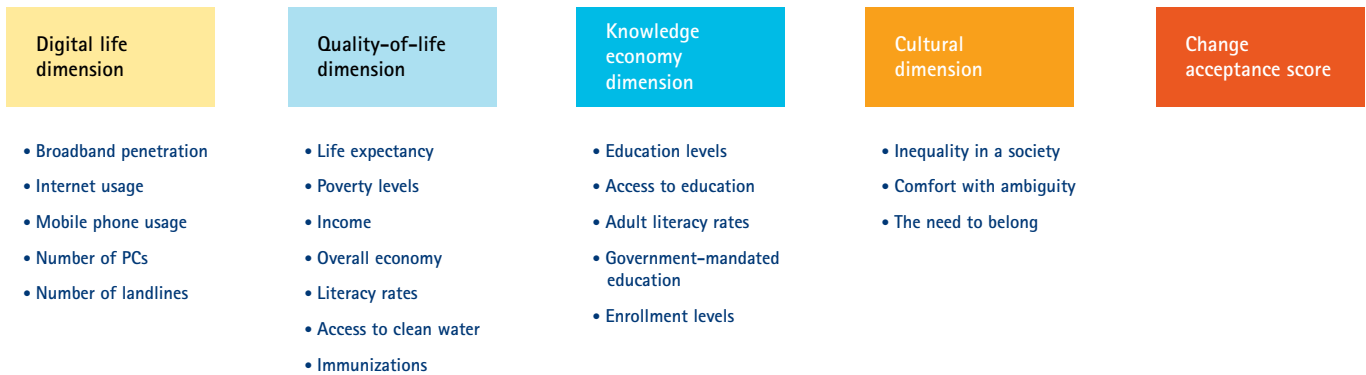 Digital life
dimension
• Broadband penetration
• Internet usage
• Mobile phone usage
• Number of PCs
• Number of landlines
Quality-of-life
dimension
• Life expectancy
• Poverty levels
• Income
• Overall economy
• Literacy rates
• Access to clean water
• Immunizations
Knowledge
economy
dimension
• Education levels
• Access to education
• Adult literacy rates
• Government-mandated
education
• Enrollment levels
Cultural
dimension
• Inequality in a society
• Comfort with ambiguity
• The need to belong
Change
acceptance score